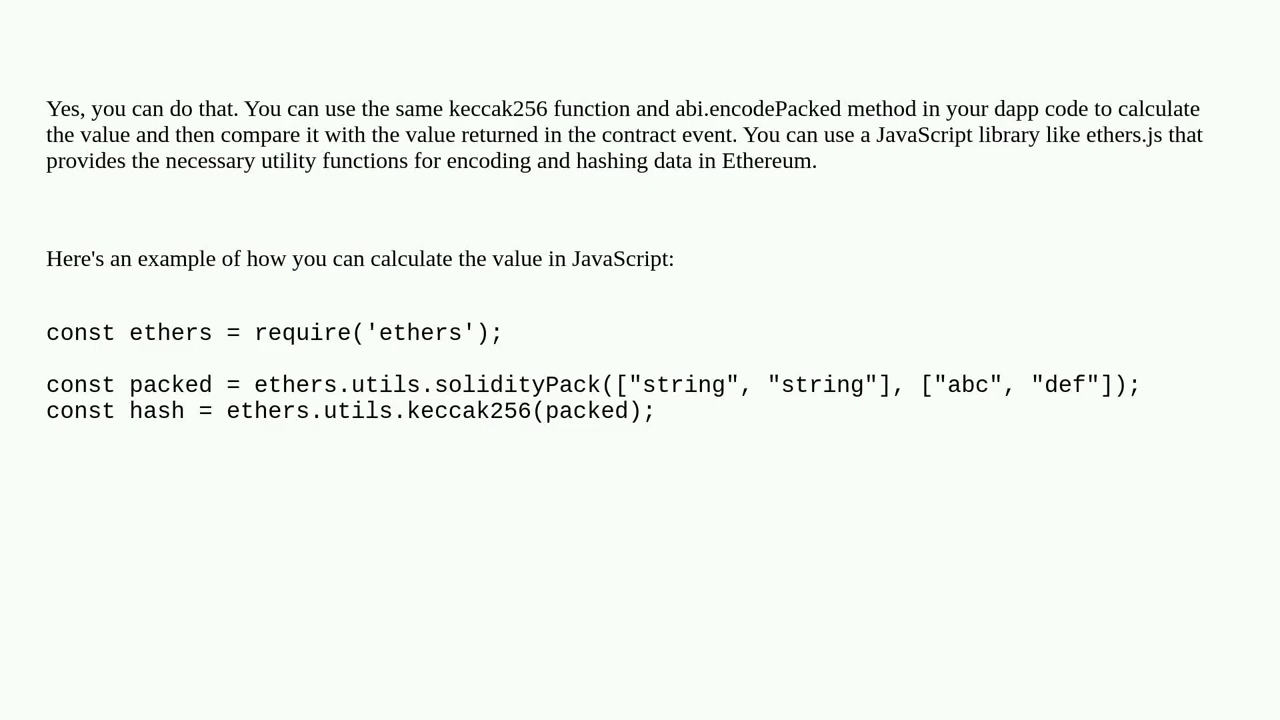 Yes, you can do that. You can use the same keccak256 function and abi.encodePacked method in your dapp code to calculate
the value and then compare it with the value returned in the contract event. You can use a JavaScript library like ethers.js that
provides the necessary utility functions for encoding and hashing data in Ethereum.
Here's an example of how you can calculate the value in JavaScript:
const ethers = require('ethers');
const packed = ethers.utils.solidityPack(["string", "string"], ["abc", "def"]);
const hash = ethers.utils.keccak256(packed);